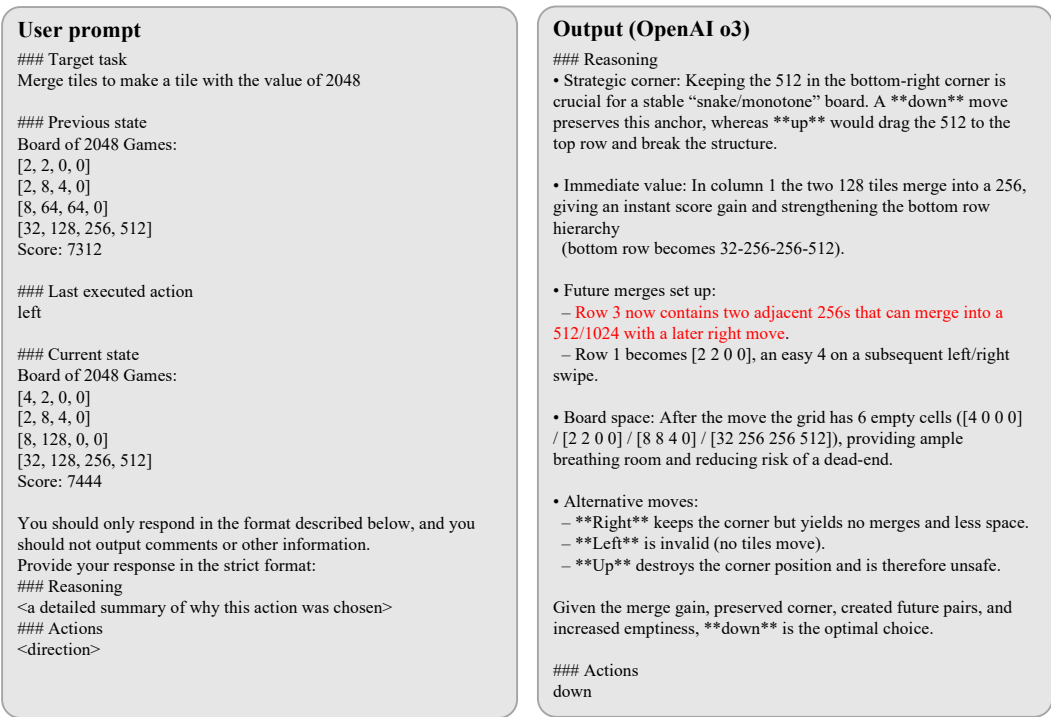 User prompt
### Target task
Merge tiles to make a tile with the value of 2048
### Previous state
Board of 2048 Games:
[2, 2, 0, 0]
[2, 8, 4, 0]
[8, 64, 64, 0]
[32, 128, 256, 512]
Score: 7312
### Last executed action
left
### Current state
Board of 2048 Games:
[4, 2, 0, 0]
[2, 8, 4, 0]
[8, 128, 0, 0]
[32, 128, 256, 512]
Score: 7444
You should only respond in the format described below, and you
should not output comments or other information.
Provide your response in the strict format:
### Reasoning
<a detailed summary of why this action was chosen>
### Actions
<direction>
Output (OpenAI o3)
### Reasoning
• Strategic corner: Keeping the 512 in the bottom-right corner is
crucial for a stable “snake/monotone” board. A **down** move
preserves this anchor, whereas **up** would drag the 512 to the
top row and break the structure.
• Immediate value: In column 1 the two 128 tiles merge into a 256,
giving an instant score gain and strengthening the bottom row
hierarchy
(bottom row becomes 32-256-256-512).
• Future merges set up:
– Row 3 now contains two adjacent 256s that can merge into a
512/1024 with a later right move.
– Row 1 becomes [2 2 0 0], an easy 4 on a subsequent left/right
swipe.
• Board space: After the move the grid has 6 empty cells ([4 0 0 0]
/ [2 2 0 0] / [8 8 4 0] / [32 256 256 512]), providing ample
breathing room and reducing risk of a dead-end.
• Alternative moves:
– **Right** keeps the corner but yields no merges and less space.
– **Left** is invalid (no tiles move).
– **Up** destroys the corner position and is therefore unsafe.
Given the merge gain, preserved corner, created future pairs, and
increased emptiness, **down** is the optimal choice.
### Actions
down